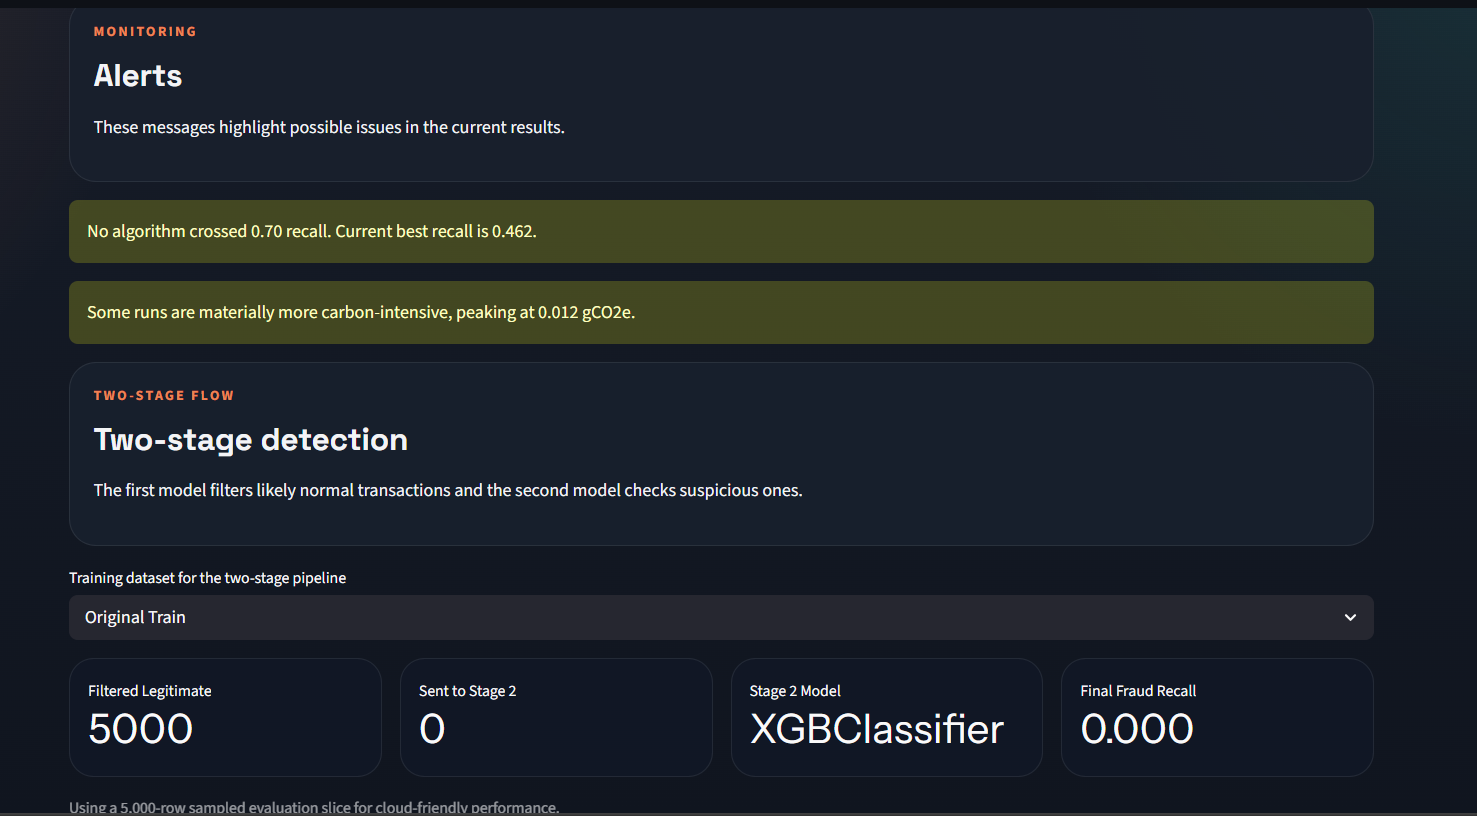 MONITORING
Alerts
These messages highlight possible issues in the current results.
No algorithm crossed 0.70 recall. Current best recall is 0.462.
Some runs are materially more carbon-intensive, peaking at 0.012 gCO2e.
TWO-STAGE FLOW
Two-stage detection
The first model filters likely normal transactions and the second model checks suspicious ones.
Training dataset for the two-stage pipeline
Original Train
Filtered Legitimate
5000
Sent to Stage 2
0
Stage 2 Model
XGBClassifier
Final Fraud Recall
0.000
Using a 5,000-row sampled evaluation slice for cloud-friendly performance.